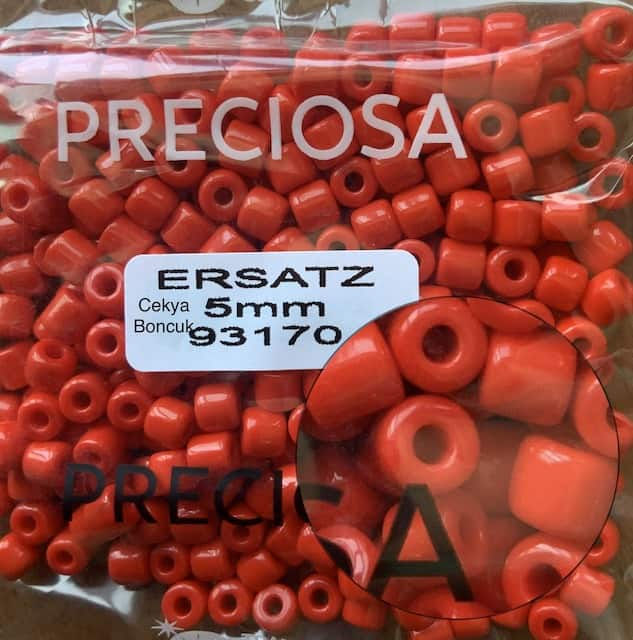 PRECIOSA
ERSATZ
Cekya 5mm
Boncuk 93170
PRECIOSA
A